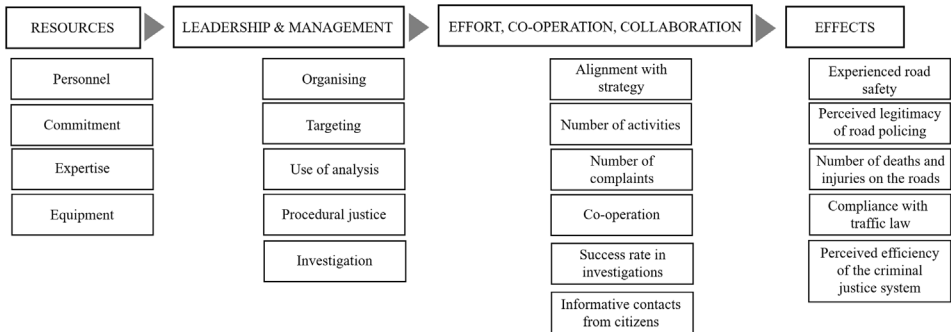 RESOURCES
LEADERSHIP & MANAGEMENT
EFFORT, CO-OPERATION, COLLABORATION
EFFECTS
Personnel
Commitment
Expertise
Equipment
Organising
Targeting
Use of analysis
Procedural justice
Investigation
Alignment with
strategy
Number of activities
Number of
complaints
Co-operation
Success rate in
investigations
Informative contacts
from citizens
Experienced road
safety
Perceived legitimacy
of road policing
Number of deaths and
injuries on the roads
Compliance with
traffic law
Perceived efficiency
of the criminal
justice system